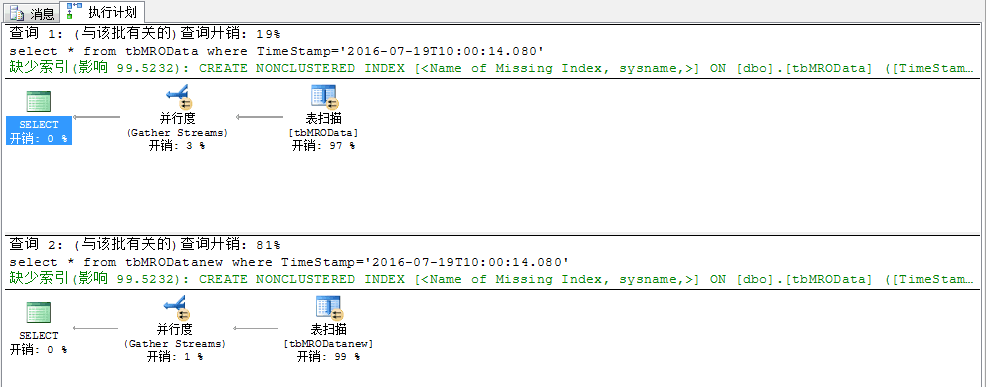 消息
执行计划
查询 1: (与该批有关的)查询开销: 19%
select * from tbMROData where TimeStamp='2016-07-19T10:00:14.080'
缺少索引(影响 99.5232): CREATE NONCLUSTERED INDEX [<Name of Missing Index, sysname,>] ON [dbo].[tbMROData] ([TimeStam…
SELECT
开销: 0 %
并行度
(Gather Streams)
开销: 3 %
表扫描
[tbMROData]
开销: 97 %
查询 2: (与该批有关的)查询开销: 81%
select * from tbMRODatanew where TimeStamp='2016-07-19T10:00:14.080'
缺少索引(影响 99.5232): CREATE NONCLUSTERED INDEX [<Name of Missing Index, sysname,>] ON [dbo].[tbMROData] ([TimeStam…
SELECT
开销: 0 %
并行度
(Gather Streams)
开销: 1 %
表扫描
[tbMRODatanew]
开销: 99 %